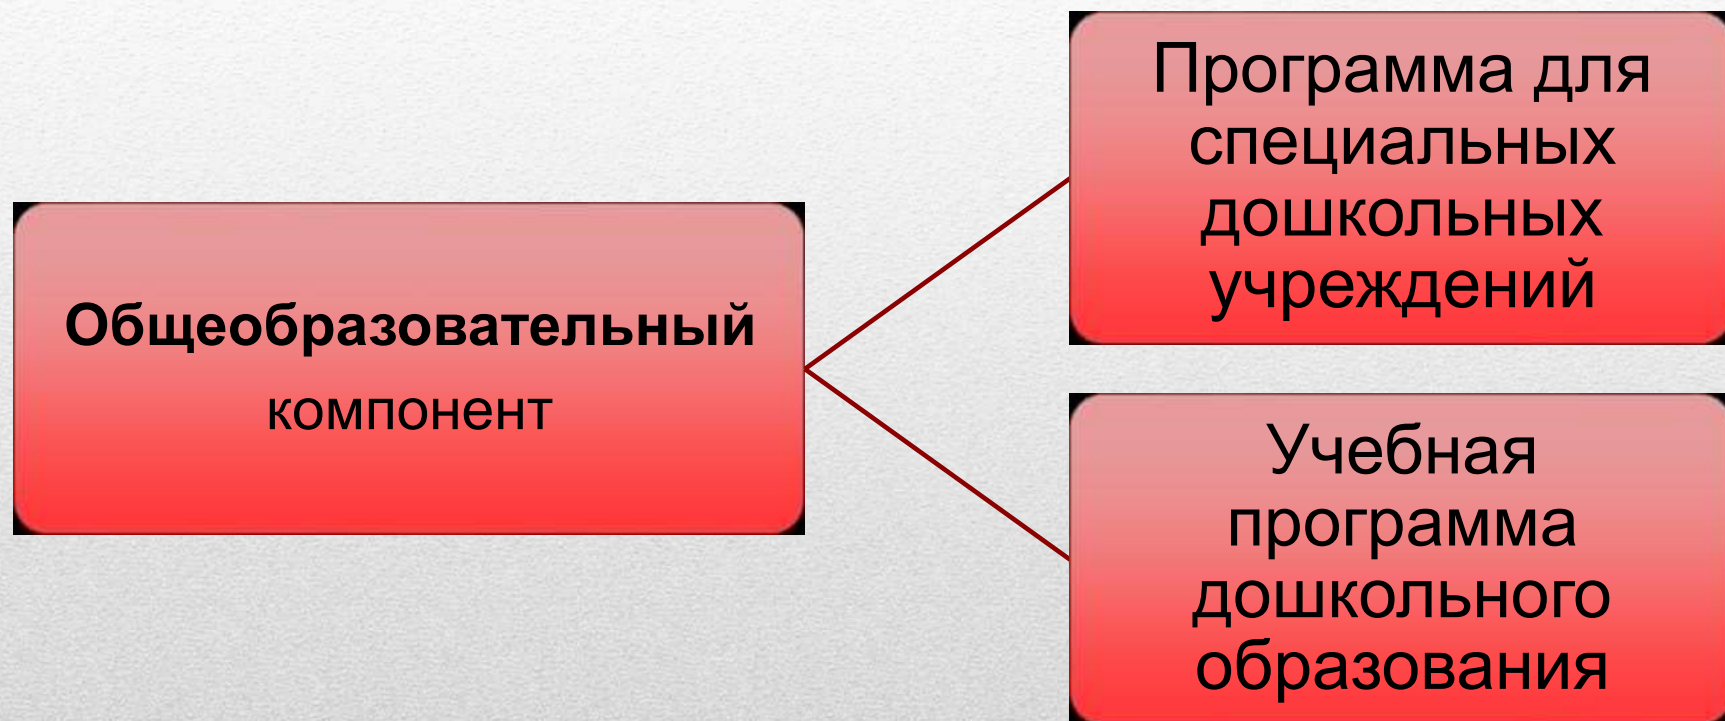 Общеобразовательный
компонент
Программа для
специальных
дошкольных
учреждений
Учебная
программа
дошкольного
образования